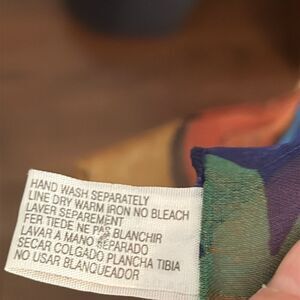 HAND WASH SEPARATELY
LINE DRY WARM IRON NO BLEACH
LAVER SEPAREMENT
FER TIEDE NE PAS BLANCHIR
LAVAR A MANO SEPARADO
SECAR COLGADO PLANCHA TIBIA
NO USAR BLANQUEADOR